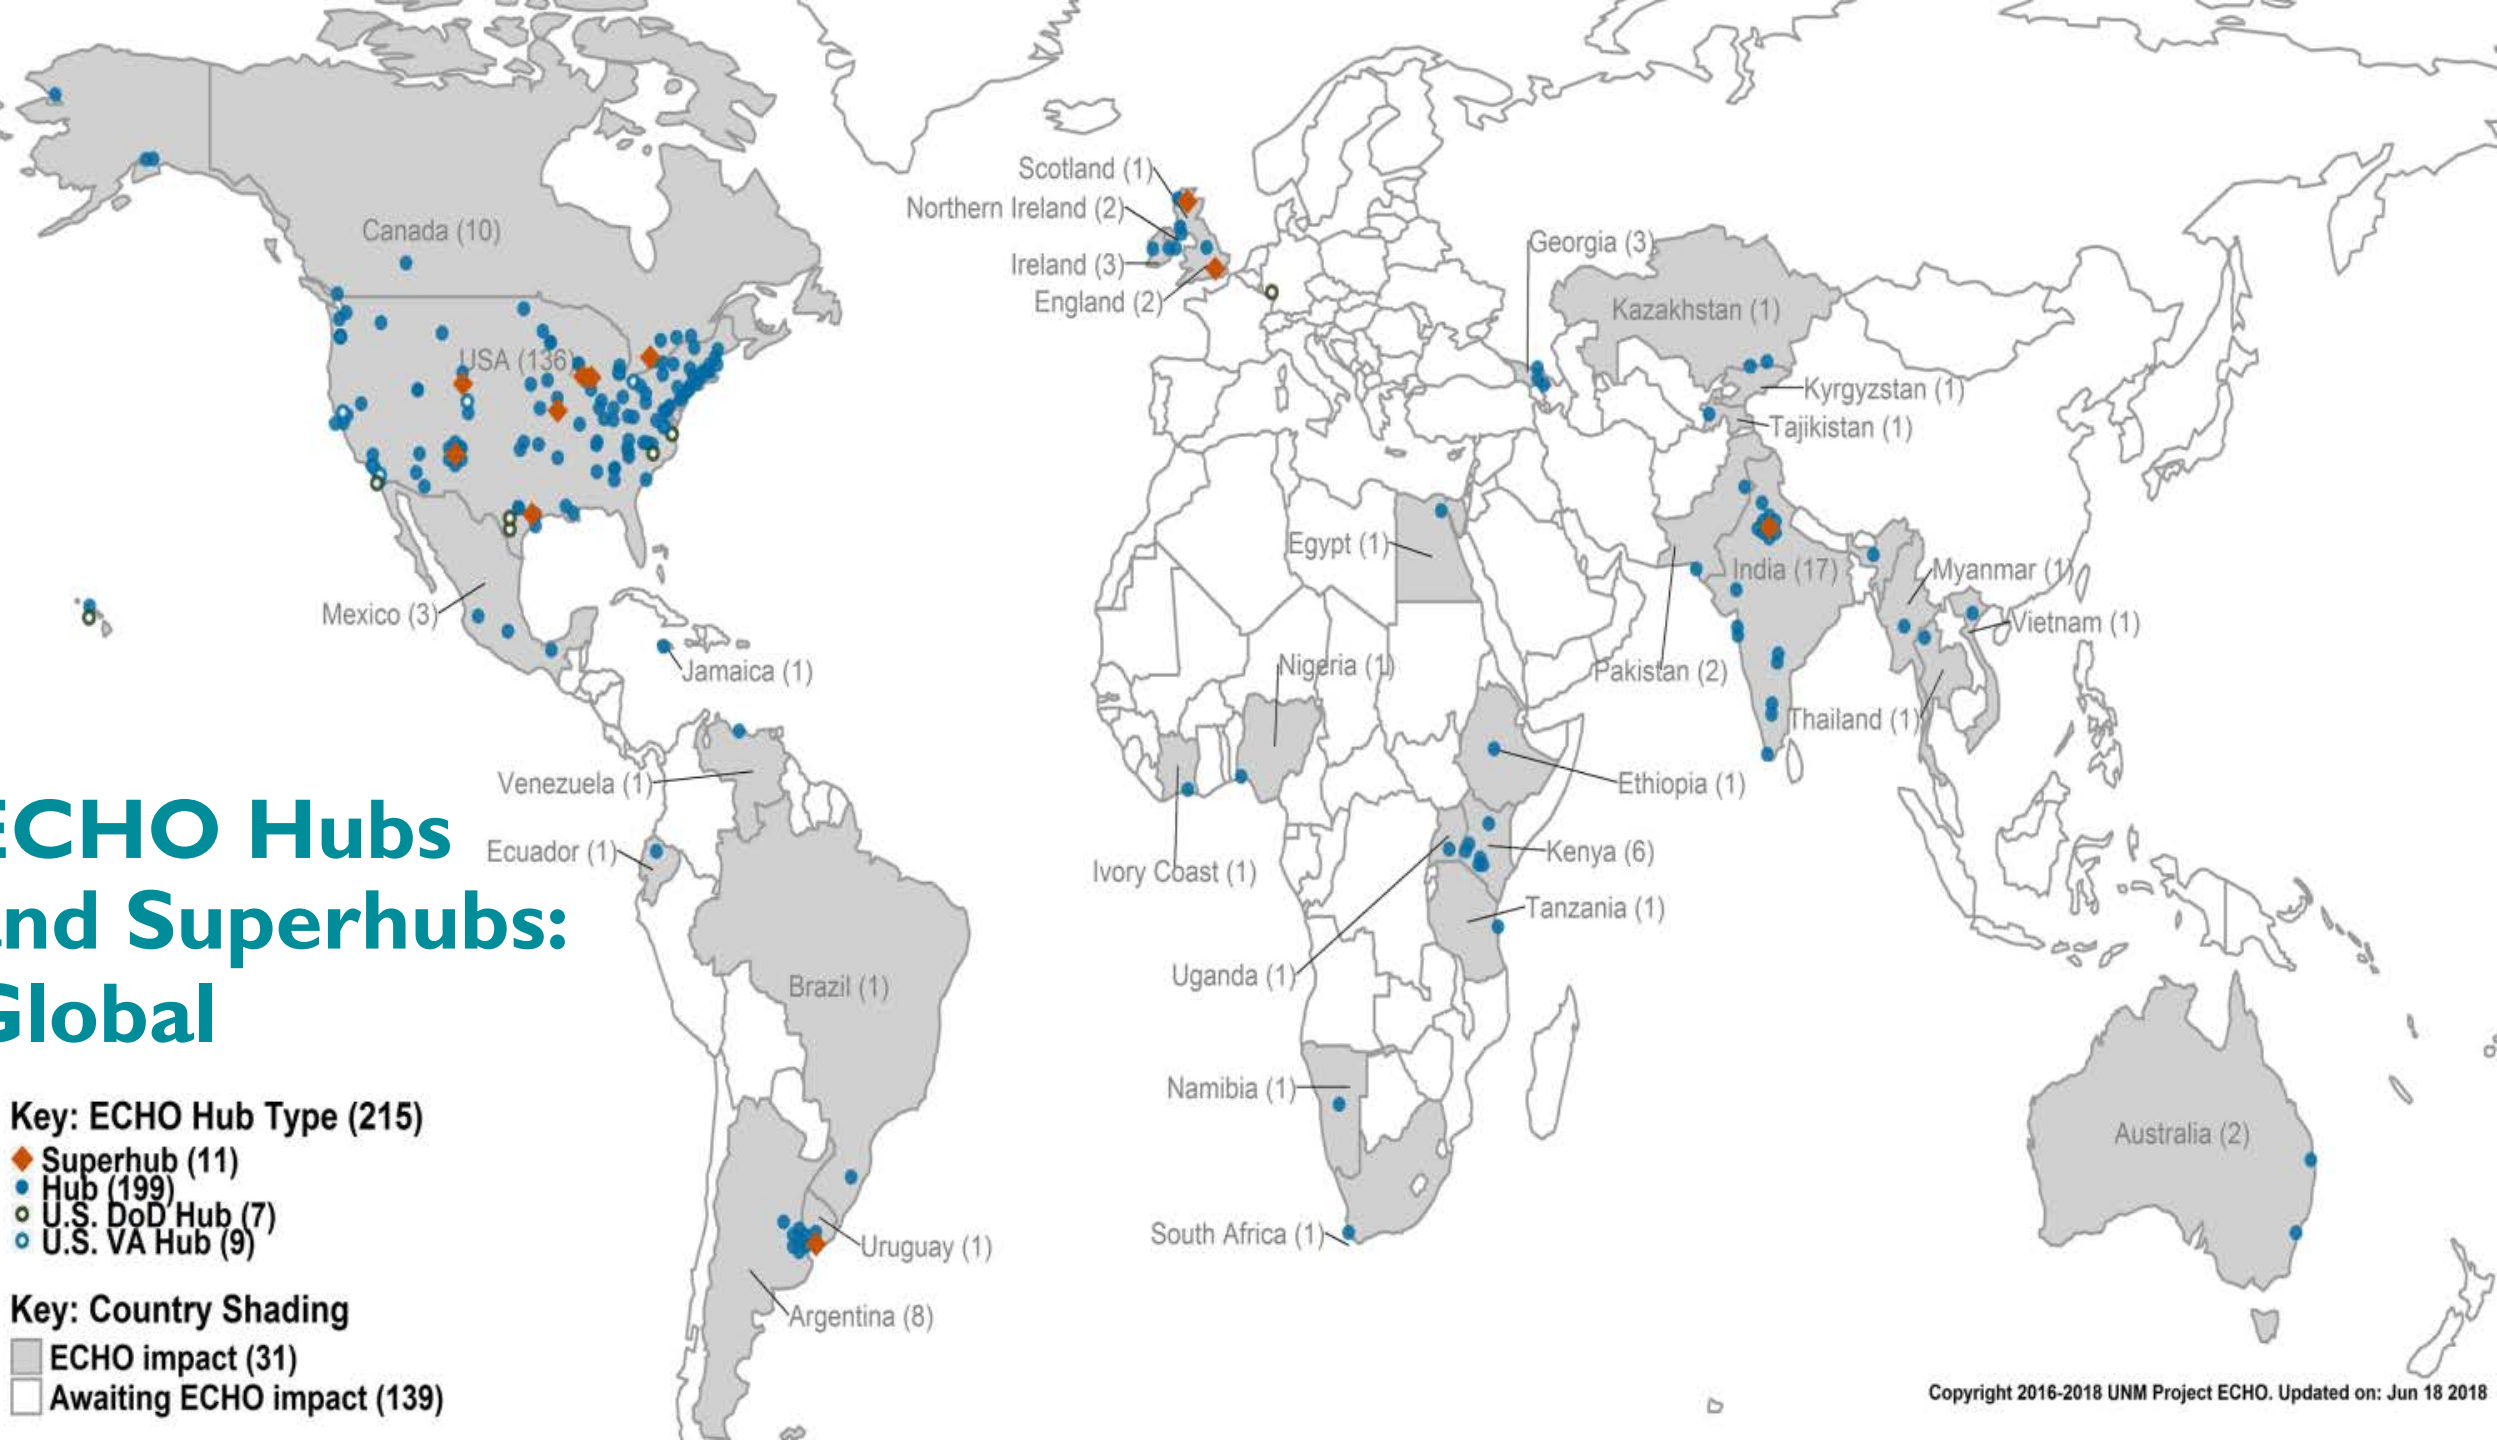 Scotland (1)
Northern Ireland (2)
Canada (10)
Georgia (3)
Ireland (3)
England (2)
Kazakhstan (1)
USA (136)
Kyrgyzstan (1)
Tajikistan (1)
Egypt (1)
India (17)
Myanmar (1)
Mexico (3)
Vietnam (1)
Jamaica (1)
Nigeria (1)
Pakistan (2)
Thailand (1)
Venezuela (1)
Ethiopia (1)
Ecuador (1)
Ivory Coast (1)
Kenya (6)
Tanzania (1)
Uganda (1)
Brazil (1)
Namibia (1)
Australia (2)
South Africa (1)
Uruguay (1)
Argentina (8)
ECHO Hubs
and Superhubs:
Global
Key: ECHO Hub Type (215)
Superhub (11)
Hub (199)
U.S. DoD Hub (7)
U.S. VA Hub (9)
Key: Country Shading
ECHO impact (31)
Awaiting ECHO impact (139)
Copyright 2016-2018 UNM Project ECHO. Updated on: Jun 18 2018